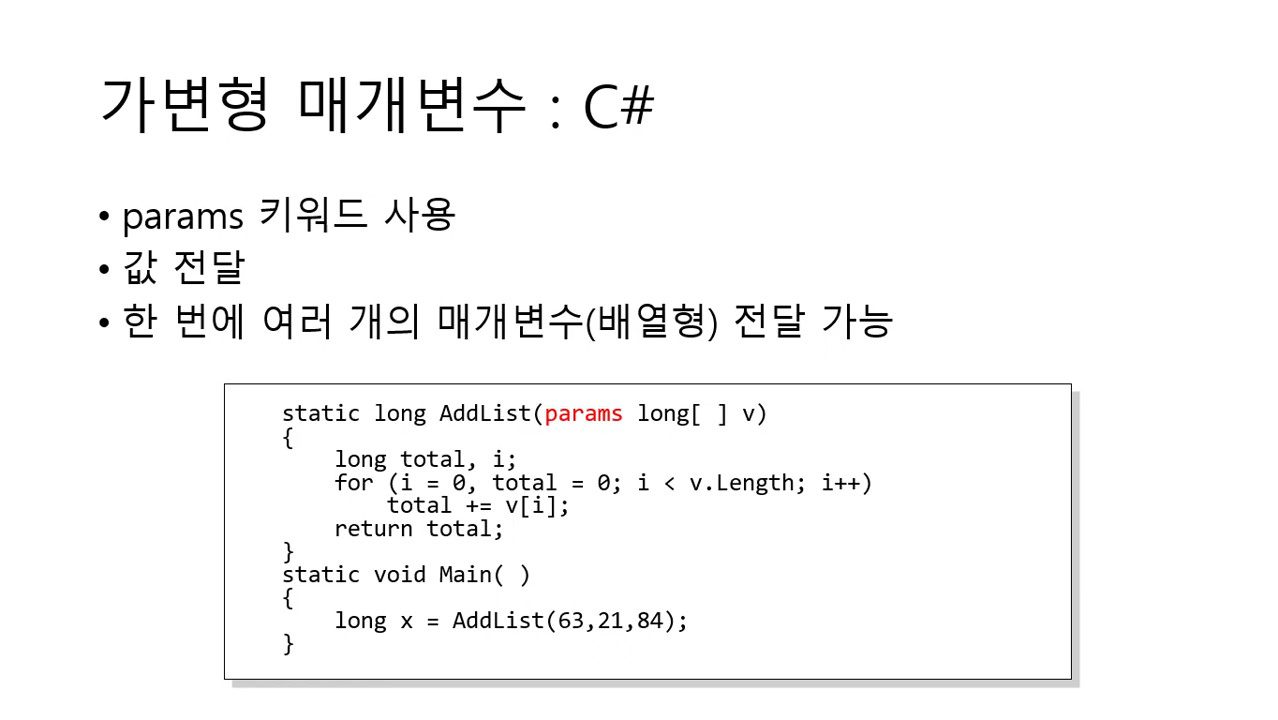 가변형 매개변수 : C#
• params 키워드 사용
• 값 전달
• 한 번에 여러 개의 매개변수(배열형) 전달 가능
static long AddList(params long[ ] v)
{
    long total, i;
    for (i = 0, total = 0; i < v.Length; i++)
        total += v[i];
    return total;
}
static void Main( )
{
    long x = AddList(63,21,84);
}